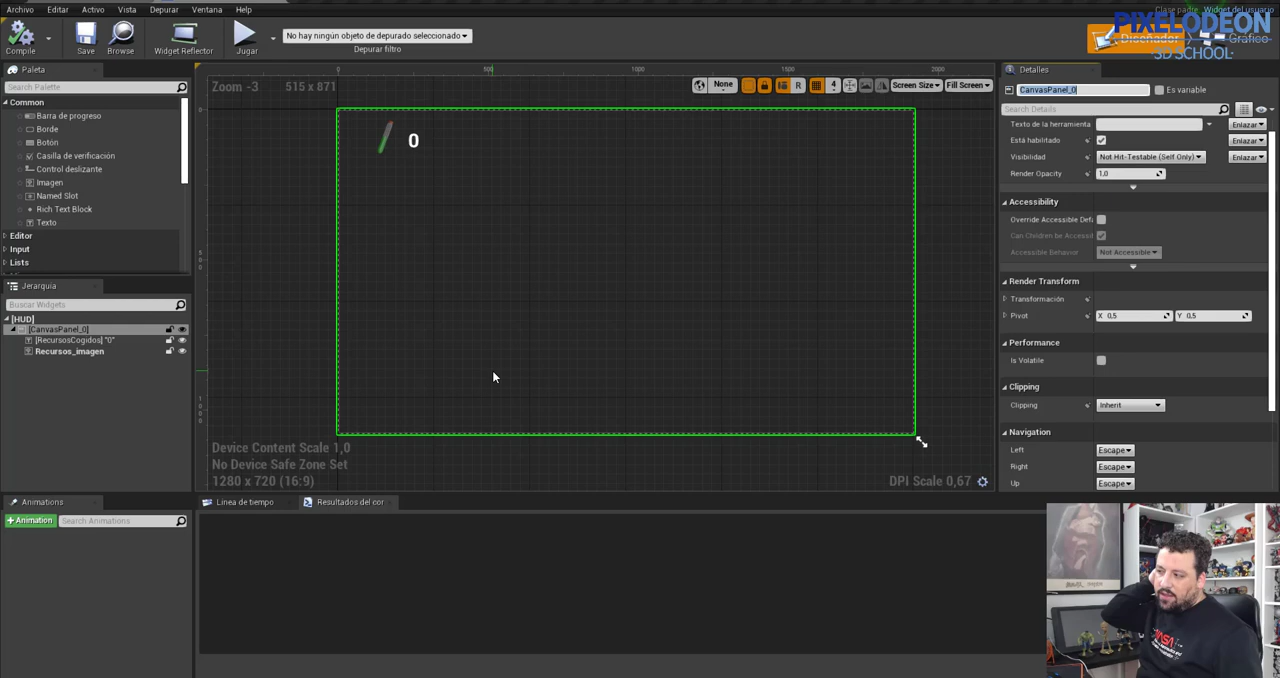 Archivo Editar Activo Vista Depurar Ventana Help
Clase padre: Widget del usuario
PIXELODEON
3D SCHOOL
Compile Save Browse Widget Reflector Jugar
No hay ningún objeto de depurado seleccionado
Depurar filtro
Diseñador Gráfico
Paleta
Search Palette
Common
Barra de progreso
Borde
Botón
Casilla de verificación
Control deslizante
Imagen
Named Slot
Rich Text Block
Texto
Editor
Input
Lists
Jerarquía
Buscar Widgets
[HUD]
[CanvasPanel_0]
[RecursosCogidos] "0"
Recursos_imagen
Zoom -3 515 x 871
0 500 1000 1500 2000
None R 4 Screen Size Fill Screen
0
Device Content Scale 1,0
No Device Safe Zone Set
1280 x 720 (16:9)
DPI Scale 0,67
Detalles
CanvasPanel_0 Es variable
Search Details
Texto de la herramienta Enlazar
Está habilitado Enlazar
Visibilidad Not Hit-Testable (Self Only) Enlazar
Render Opacity 1,0
Accessibility
Override Accessible Defa
Can Children be Accessib
Accessible Behavior Not Accessible
Render Transform
Transformación
Pivot X 0,5 Y 0,5
Performance
Is Volatile
Clipping
Clipping Inherit
Navigation
Left Escape
Right Escape
Up Escape
Animations
+Animation Search Animations
Línea de tiempo Resultados del cor